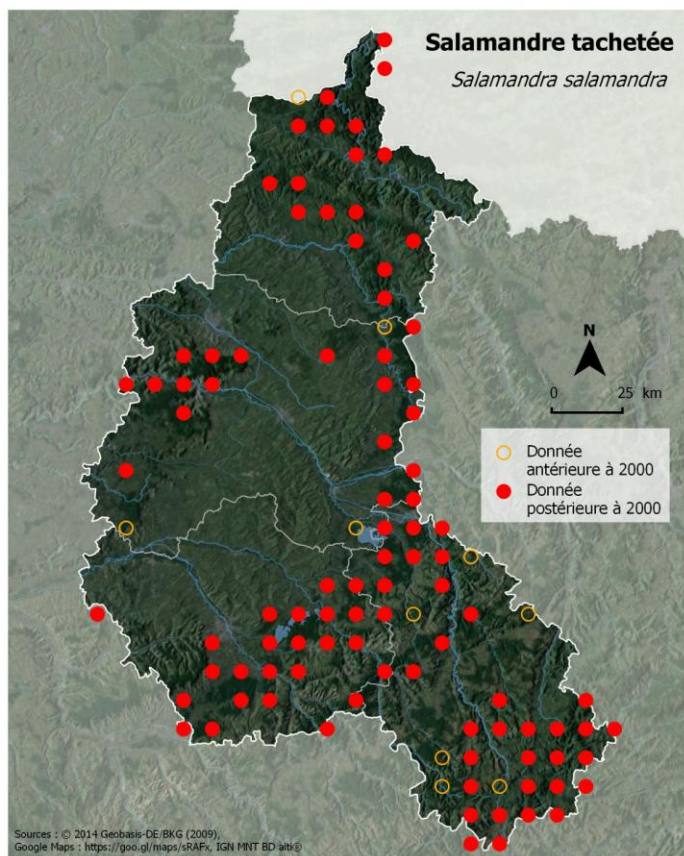 Salamandre tachetée
Salamandra salamandra
N
0 25 km
Donnée
antérieure à 2000
Donnée
postérieure à 2000
Sources : © 2014 Geobasis-DE/BKG (2009),
Google Maps : https://goo.gl/maps/sRAFx, IGN MNT BD alti®